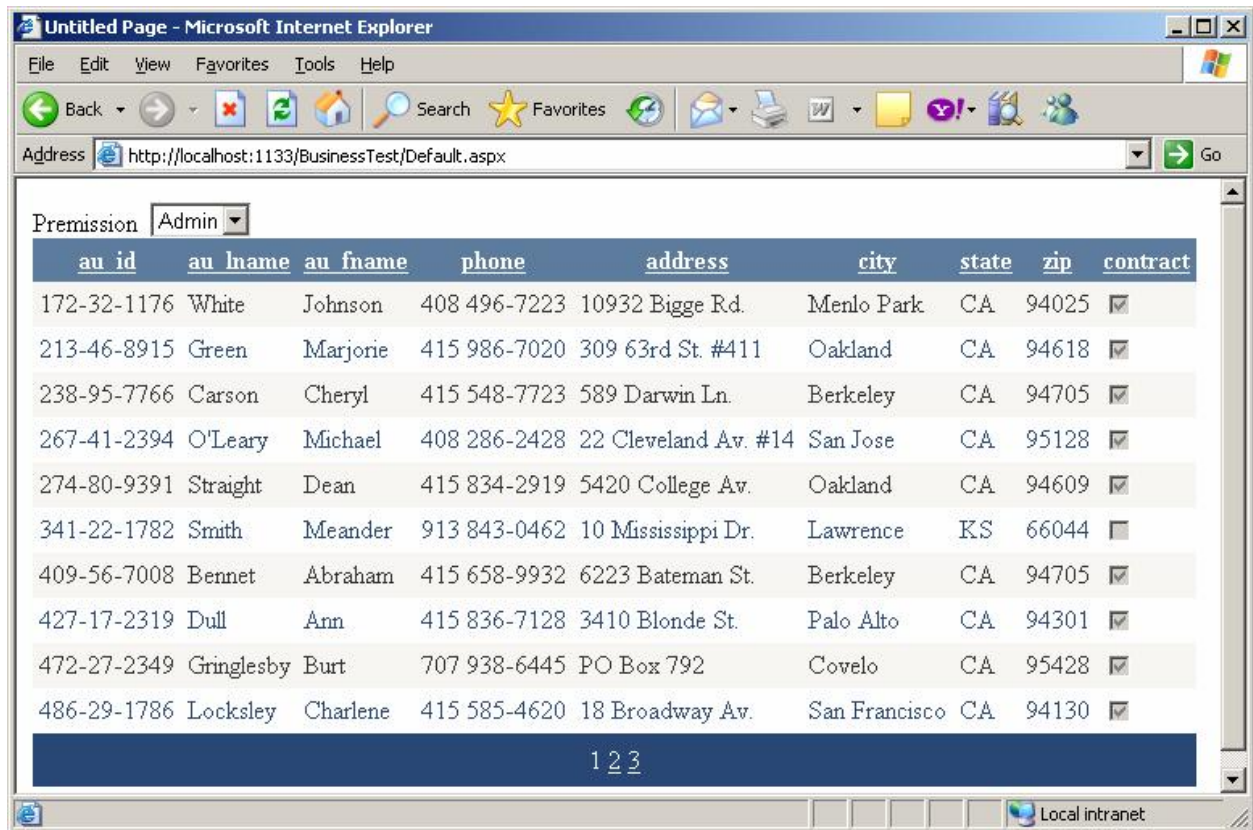 Untitled Page - Microsoft Internet Explorer
File Edit View Favorites Tools Help
Back Search Favorites
Address http://localhost:1133/BusinessTest/Default.aspx Go
Premission Admin
au_id au_lname au_fname phone address city state zip contract
172-32-1176 White Johnson 408 496-7223 10932 Bigge Rd. Menlo Park CA 94025
213-46-8915 Green Marjorie 415 986-7020 309 63rd St. #411 Oakland CA 94618
238-95-7766 Carson Cheryl 415 548-7723 589 Darwin Ln. Berkeley CA 94705
267-41-2394 O'Leary Michael 408 286-2428 22 Cleveland Av. #14 San Jose CA 95128
274-80-9391 Straight Dean 415 834-2919 5420 College Av. Oakland CA 94609
341-22-1782 Smith Meander 913 843-0462 10 Mississippi Dr. Lawrence KS 66044
409-56-7008 Bennet Abraham 415 658-9932 6223 Bateman St. Berkeley CA 94705
427-17-2319 Dull Ann 415 836-7128 3410 Blonde St. Palo Alto CA 94301
472-27-2349 Gringlesby Burt 707 938-6445 PO Box 792 Covelo CA 95428
486-29-1786 Locksley Charlene 415 585-4620 18 Broadway Av. San Francisco CA 94130
1 2 3
Local intranet